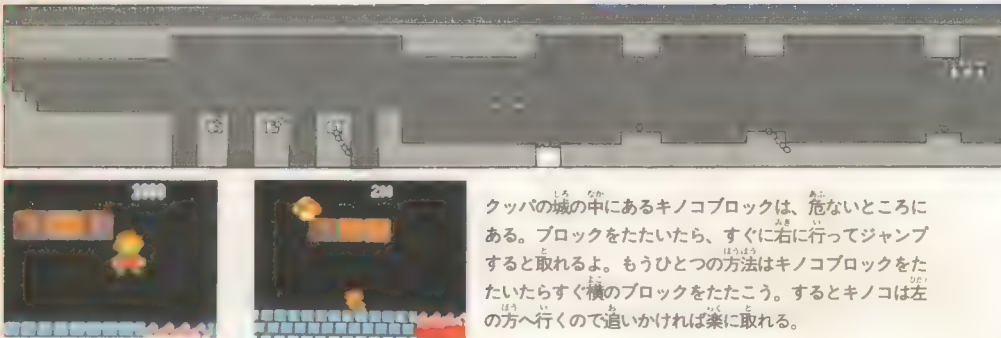 1000
200
クッパの城の中にあるキノコブロックは、危ないところに
ある。ブロックをたたいたら、すぐに右に行ってジャンプ
すると取れるよ。もうひとつの方法はキノコブロックをた
たいたらすぐ横のブロックをたたこう。するとキノコは左
の方へ行くので追いかければ楽に取れる。